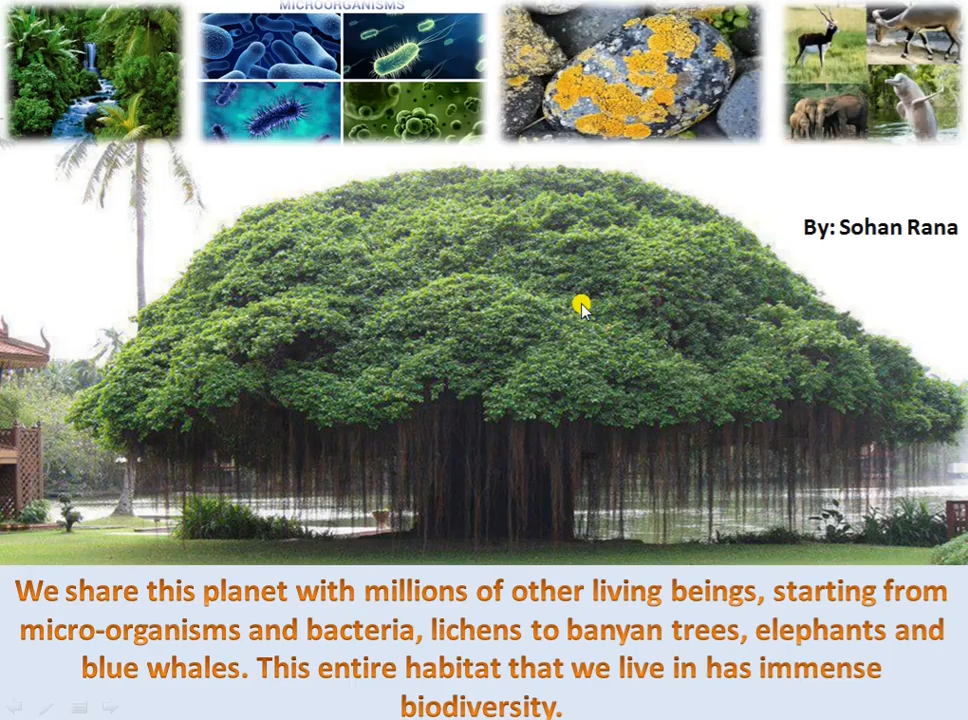 MICROORGANISMS
By: Sohan Rana
We share this planet with millions of other living beings, starting from
micro-organisms and bacteria, lichens to banyan trees, elephants and
blue whales. This entire habitat that we live in has immense
biodiversity.